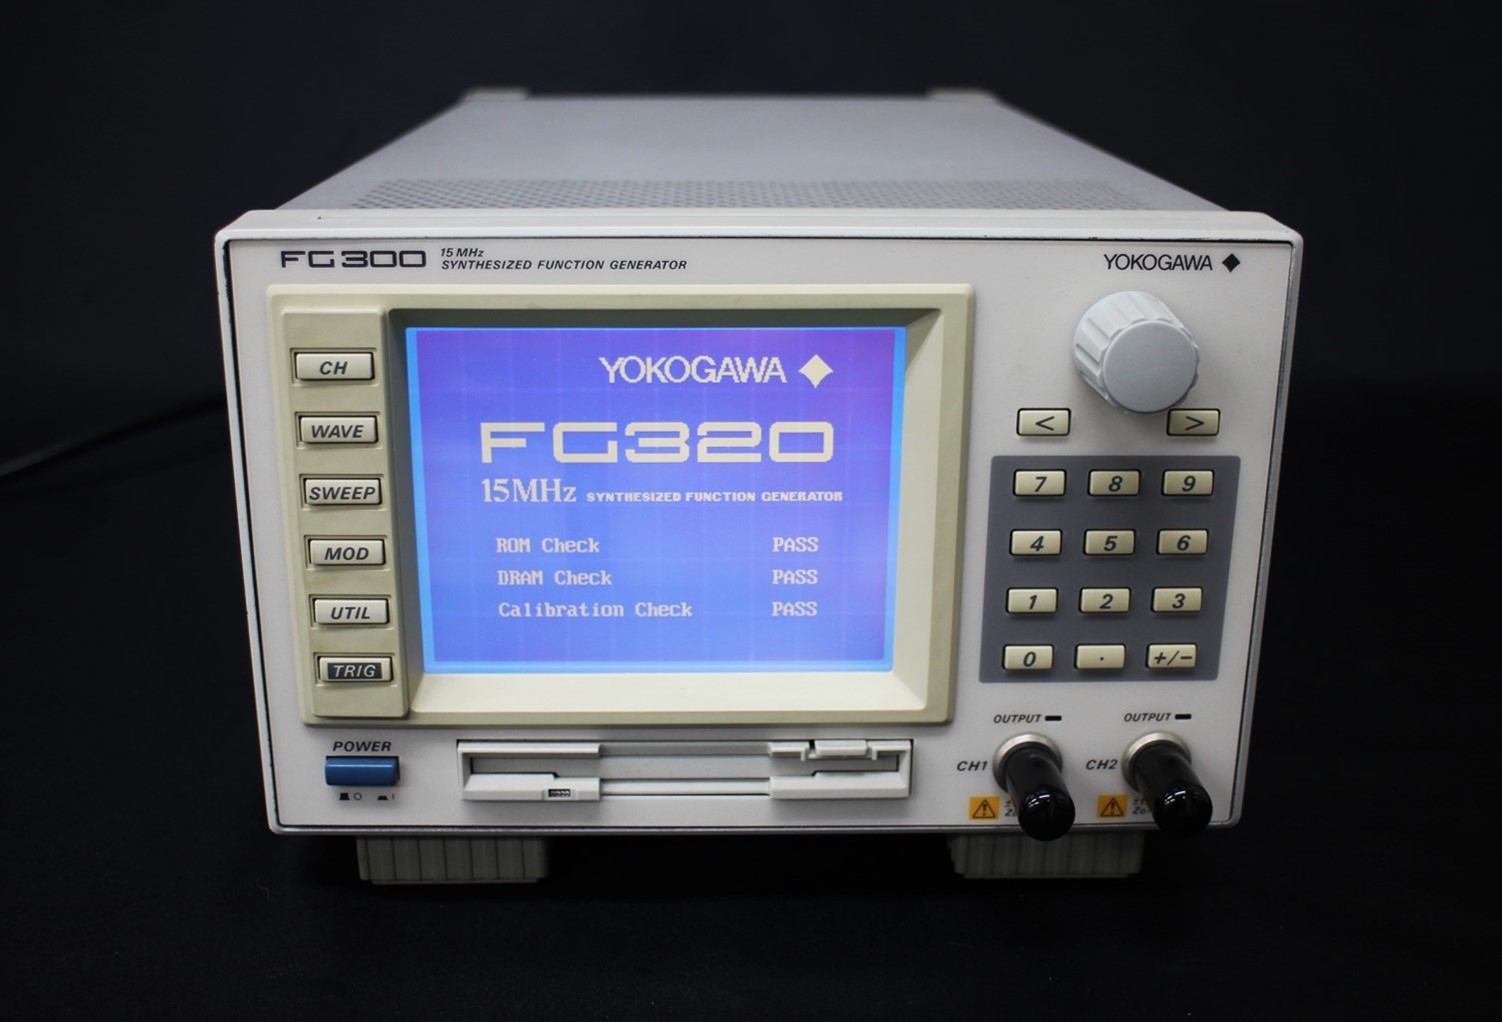 FG300 15 MHz
SYNTHESIZED FUNCTION GENERATOR
YOKOGAWA
YOKOGAWA
FG320
15MHz SYNTHESIZED FUNCTION GENERATOR
ROM Check PASS
DRAM Check PASS
Calibration Check PASS
CH
WAVE
SWEEP
MOD
UTIL
TRIG
POWER
< >
7 8 9
4 5 6
1 2 3
0 . +/−
OUTPUT OUTPUT
CH1 CH2